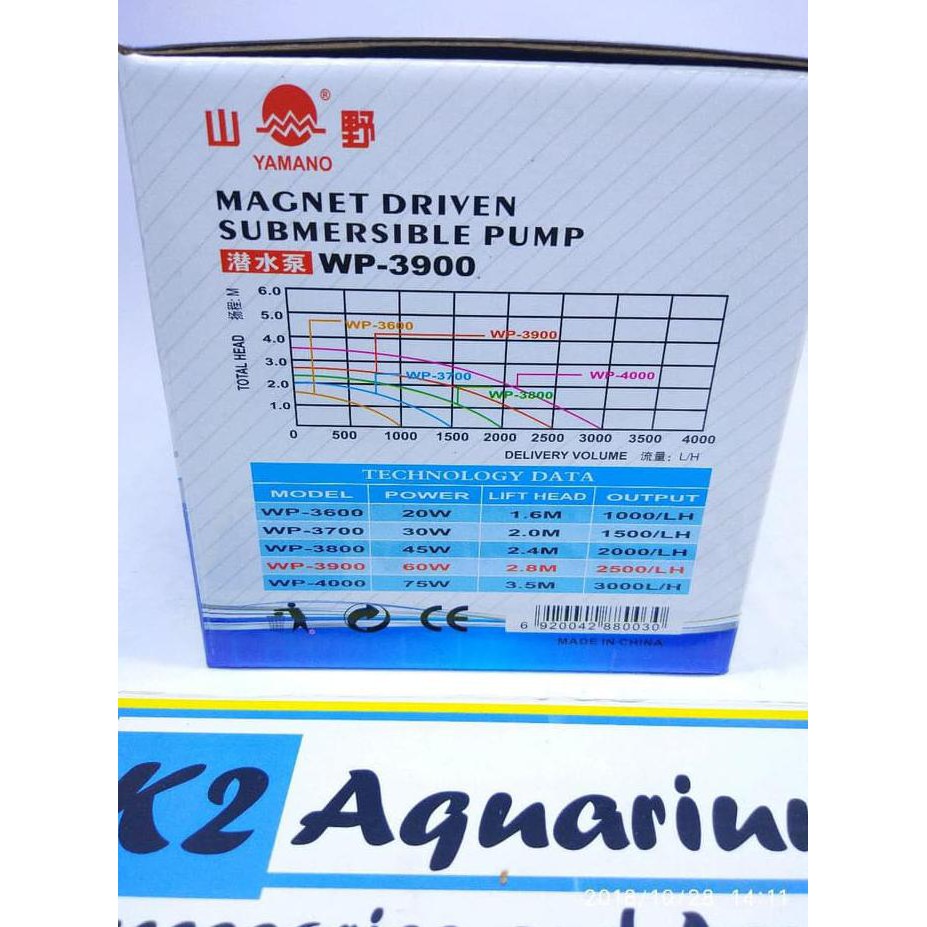 山 ® 野
YAMANO
MAGNET DRIVEN
SUBMERSIBLE PUMP
潜水泵 WP-3900
TOTAL HEAD 扬程: M
6.0
5.0
4.0
3.0
2.0
1.0
WP-3600
WP-3900
WP-3700
WP-4000
WP-3800
0 500 1000 1500 2000 2500 3000 3500 4000
DELIVERY VOLUME 流量: L/H
TECHNOLOGY DATA
MODEL POWER LIFT HEAD OUTPUT
WP-3600 20W 1.6M 1000/LH
WP-3700 30W 2.0M 1500/LH
WP-3800 45W 2.4M 2000/LH
WP-3900 60W 2.8M 2500/LH
WP-4000 75W 3.5M 3000L/H
CE
6 920042 880030
MADE IN CHINA
K2 Aquarium
2018/10/28 14:11